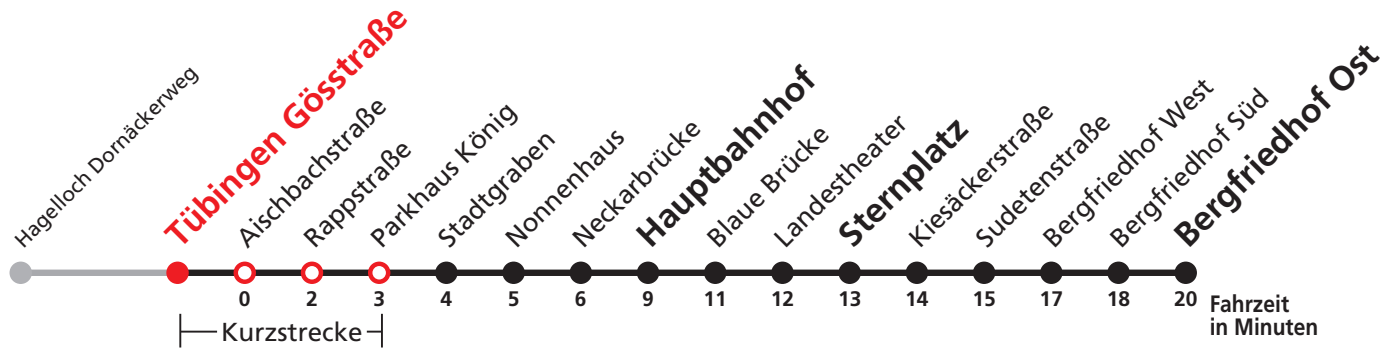 Hagelloch Dornäckerweg
Tübingen Gösstraße
Aischbachstraße
Rappstraße
Parkhaus König
Stadtgraben
Nonnenhaus
Neckarbrücke
Hauptbahnhof
Blaue Brücke
Landestheater
Sternplatz
Kiesäckerstraße
Sudetenstraße
Bergfriedhof West
Bergfriedhof Süd
Bergfriedhof Ost
0 2 3 4 5 6 9 11 12 13 14 15 17 18 20 Fahrzeit
in Minuten
Kurzstrecke